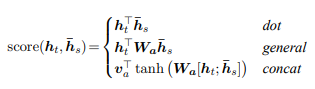 h_t^⊤ h̄_s dot
score(h_t, h̄_s) = { h_t^⊤ W_a h̄_s general
v_a^⊤ tanh (W_a[h_t; h̄_s]) concat